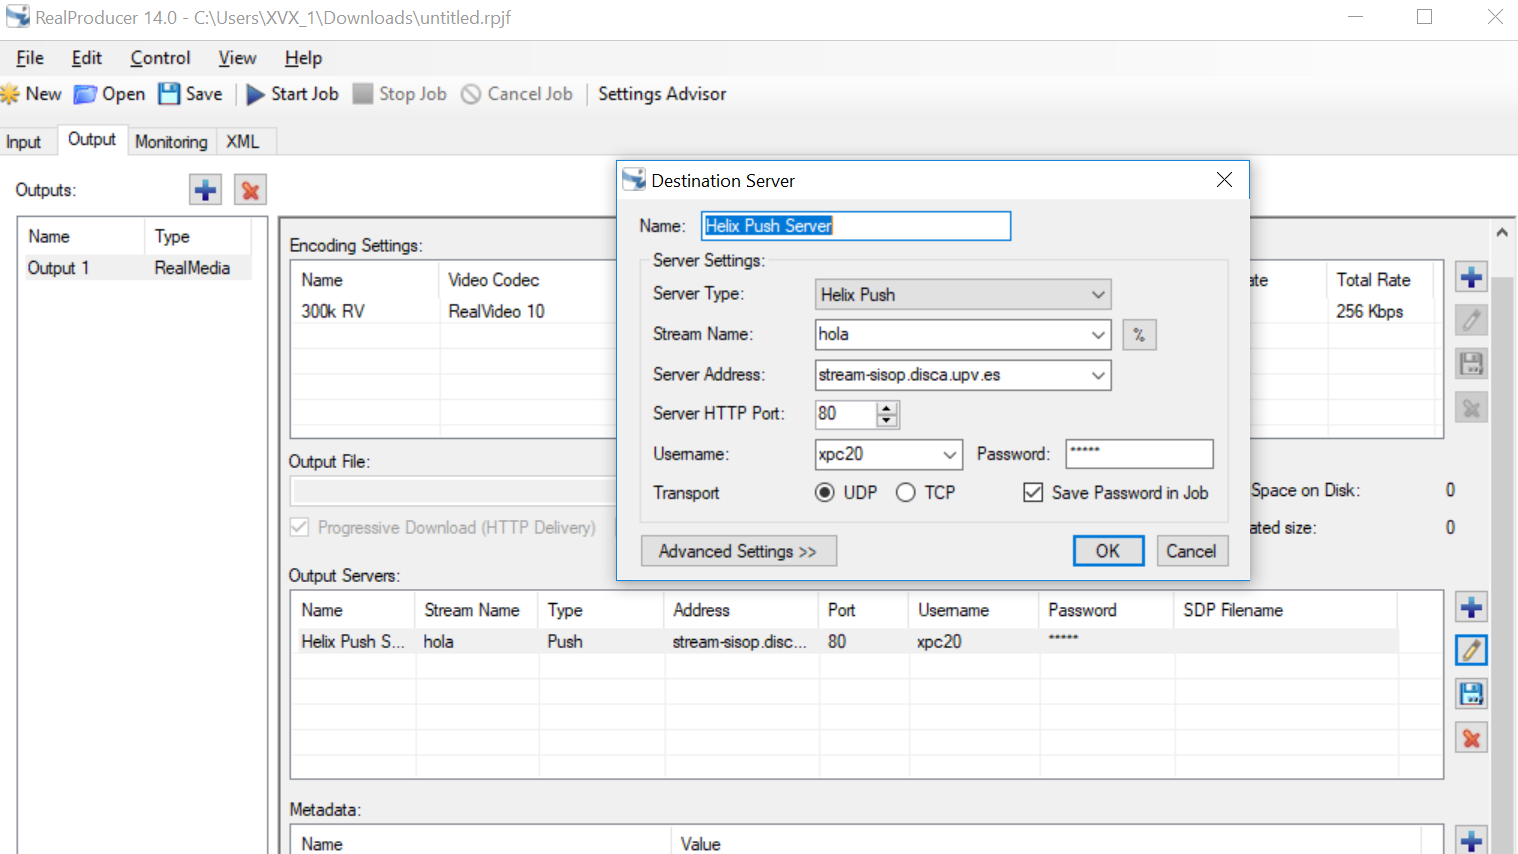 RealProducer 14.0 - C:\Users\XVX_1\Downloads\untitled.rpjf
File Edit Control View Help
New Open Save Start Job Stop Job Cancel Job Settings Advisor
Input Output Monitoring XML
Outputs:
Name Type
Output 1 RealMedia
Encoding Settings:
Name Video Codec Total Rate
300k RV RealVideo 10 256 Kbps
Output File:
Progressive Download (HTTP Delivery)
Space on Disk: 0
size: 0
Destination Server
Name: Helix Push Server
Server Settings:
Server Type: Helix Push
Stream Name: hola %
Server Address: stream-sisop.disca.upv.es
Server HTTP Port: 80
Username: xpc20 Password: *****
Transport UDP TCP Save Password in Job
Advanced Settings >> OK Cancel
Output Servers:
Name Stream Name Type Address Port Username Password SDP Filename
Helix Push S... hola Push stream-sisop.disc... 80 xpc20 *****
Metadata:
Name Value